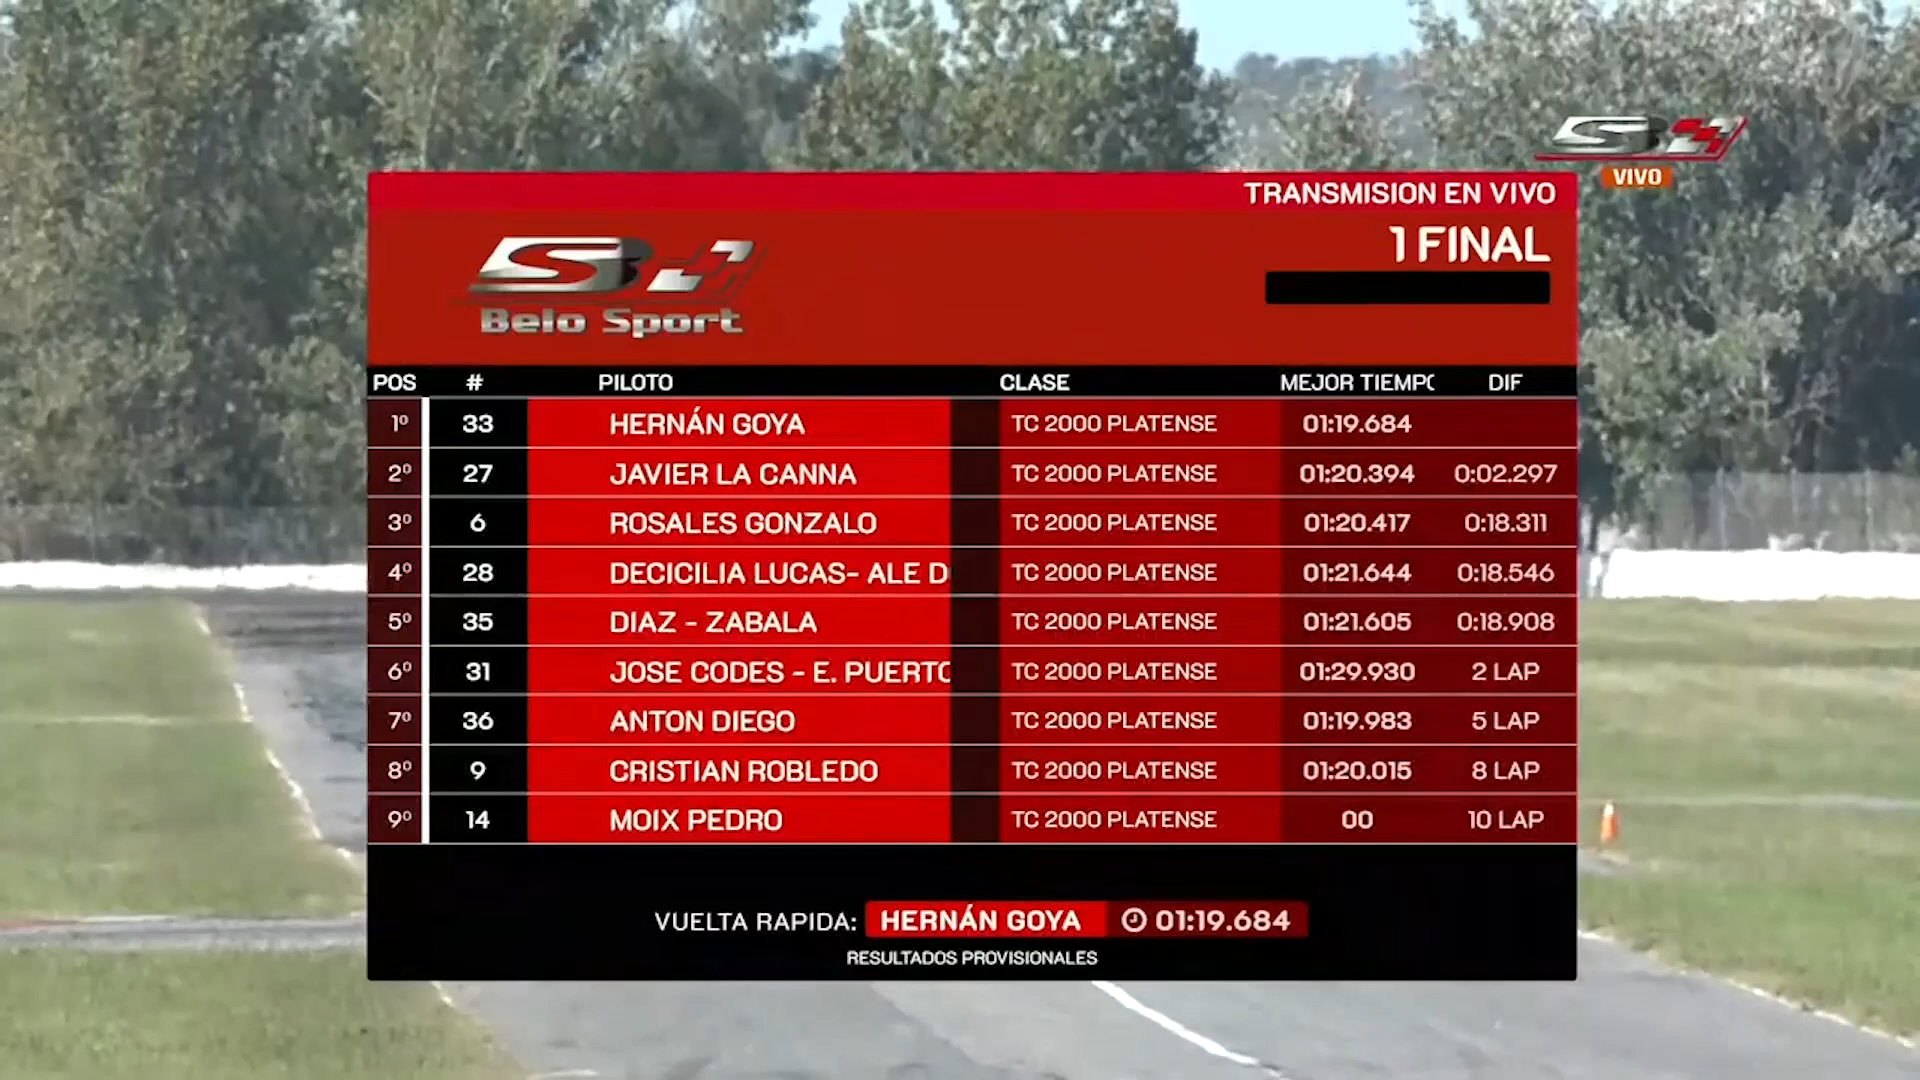 VIVO
TRANSMISION EN VIVO
1 FINAL
Belo Sport
POS # PILOTO CLASE MEJOR TIEMPO DIF
1º 33 HERNÁN GOYA TC 2000 PLATENSE 01:19.684
2º 27 JAVIER LA CANNA TC 2000 PLATENSE 01:20.394 0:02.297
3º 6 ROSALES GONZALO TC 2000 PLATENSE 01:20.417 0:18.311
4º 28 DECICILIA LUCAS- ALE D TC 2000 PLATENSE 01:21.644 0:18.546
5º 35 DIAZ - ZABALA TC 2000 PLATENSE 01:21.605 0:18.908
6º 31 JOSE CODES - E. PUERTO TC 2000 PLATENSE 01:29.930 2 LAP
7º 36 ANTON DIEGO TC 2000 PLATENSE 01:19.983 5 LAP
8º 9 CRISTIAN ROBLEDO TC 2000 PLATENSE 01:20.015 8 LAP
9º 14 MOIX PEDRO TC 2000 PLATENSE 00 10 LAP
VUELTA RAPIDA: HERNÁN GOYA 01:19.684
RESULTADOS PROVISIONALES